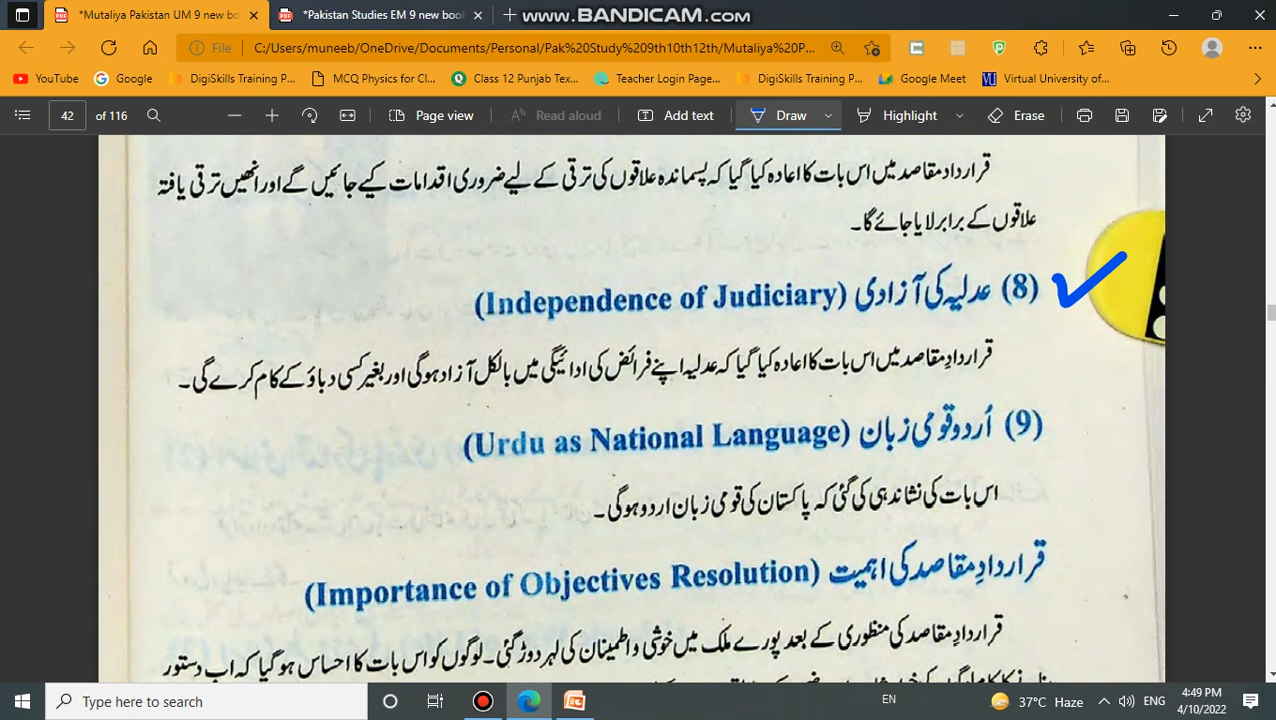 *Mutaliya Pakistan UM 9 new bo
*Pakistan Studies EM 9 new bool
www.BANDICAM.com
File
C:/Users/muneeb/OneDrive/Documents/Personal/Pak%20Study%209th10th12th/Mutaliya%20P...
YouTube
Google
DigiSkills Training P...
MCQ Physics for Cl...
Class 12 Punjab Tex...
Teacher Login Page...
DigiSkills Training P...
Google Meet
Virtual University of...
42 of 116
Page view
Read aloud
Add text
Draw
Highlight
Erase
قراردادِ مقاصد میں اس بات کا اعادہ کیا گیا کہ پسماندہ علاقوں کی ترقی کے لیے ضروری اقدامات کیے جائیں گے اور انھیں ترقی یافتہ
علاقوں کے برابر لایا جائے گا۔
(8) عدلیہ کی آزادی (Independence of Judiciary)
قراردادِ مقاصد میں اس بات کا اعادہ کیا گیا کہ عدلیہ اپنے فرائض کی ادائیگی میں بالکل آزاد ہوگی اور بغیر کسی دباؤ کے کام کرے گی۔
(9) اُردو قومی زبان (Urdu as National Language)
اس بات کی نشاندہی کی گئی کہ پاکستان کی قومی زبان اردو ہوگی۔
قراردادِ مقاصد کی اہمیت (Importance of Objectives Resolution)
قراردادِ مقاصد کی منظوری کے بعد پورے ملک میں خوشی و اطمینان کی لہر دوڑ گئی۔ لوگوں کو اس بات کا احساس ہو گیا کہ اب دستور
Type here to search
EN
37°C Haze
ENG
4:49 PM
4/10/2022